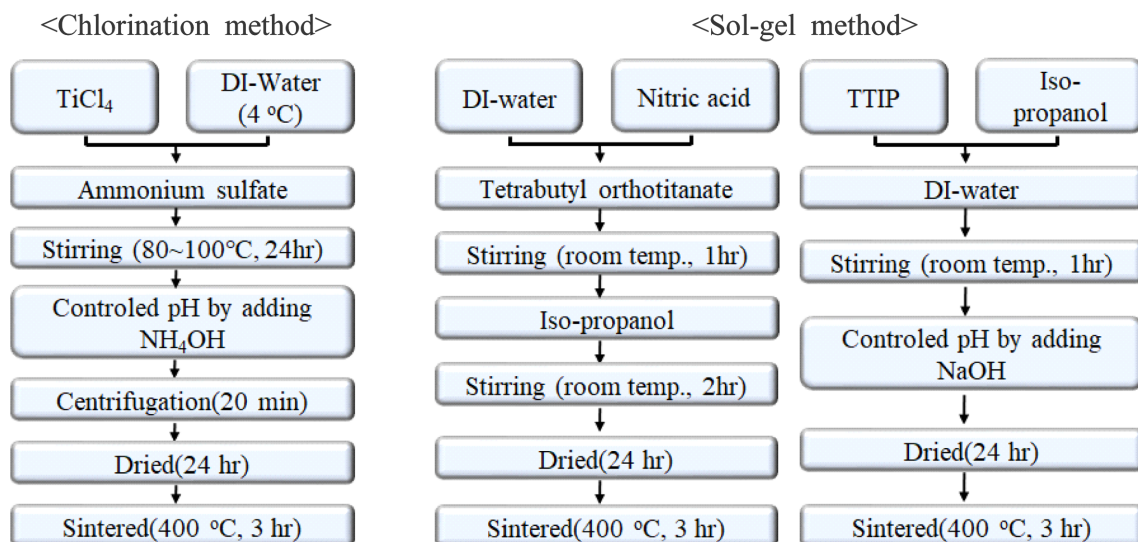 <Chlorination method>
TiCl₄
DI-Water
(4 ºC)
Ammonium sulfate
Stirring (80~100℃, 24hr)
Controled pH by adding
NH₄OH
Centrifugation(20 min)
Dried(24 hr)
Sintered(400 ºC, 3 hr)
<Sol-gel method>
DI-water
Nitric acid
Tetrabutyl orthotitanate
Stirring (room temp., 1hr)
Iso-propanol
Stirring (room temp., 2hr)
Dried(24 hr)
Sintered(400 ºC, 3 hr)
TTIP
Iso-
propanol
DI-water
Stirring (room temp., 1hr)
Controled pH by adding
NaOH
Dried(24 hr)
Sintered(400 ºC, 3 hr)